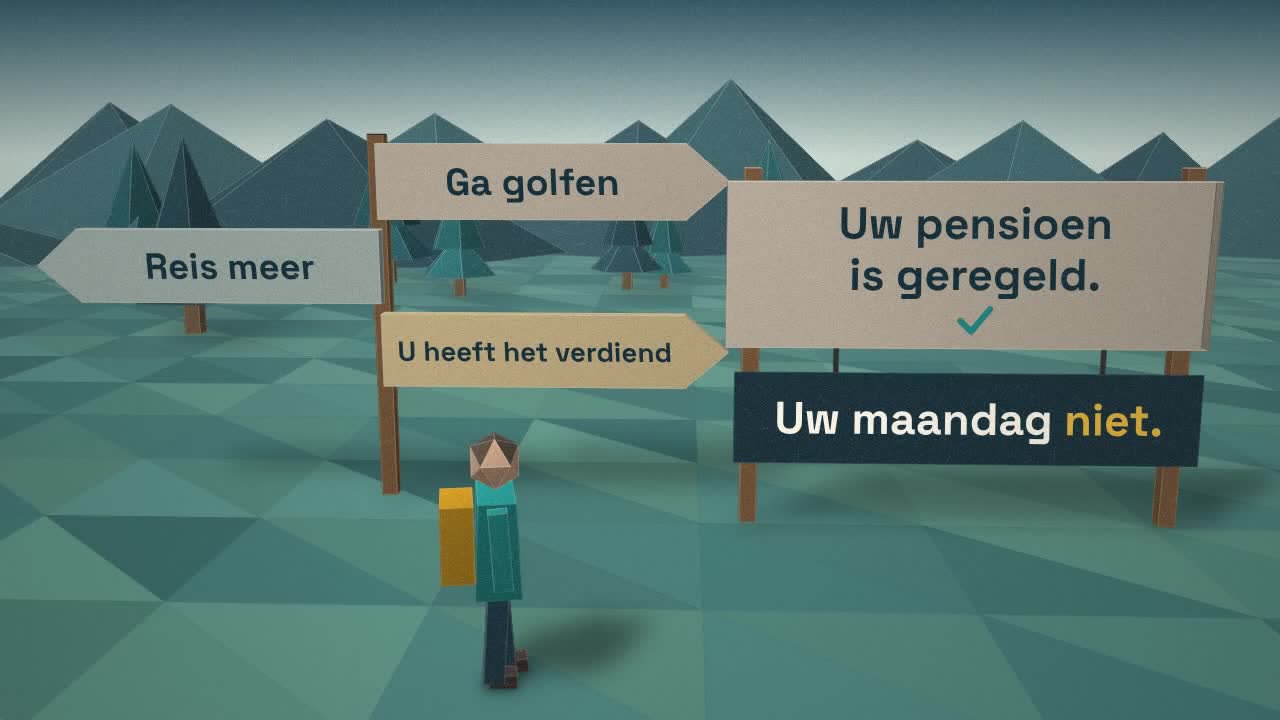 Ga golfen
Reis meer
U heeft het verdiend
Uw pensioen
is geregeld.
Uw maandag niet.